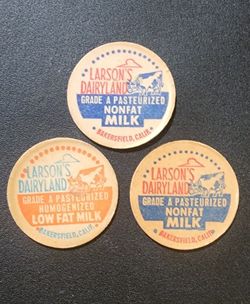 LARSON'S
DAIRYLAND
GRADE A PASTEURIZED
NONFAT
MILK
BAKERSFIELD, CALIF.
LARSON'S
DAIRYLAND
GRADE A PASTEURIZED
HOMOGENIZED
LOW FAT MILK
BAKERSFIELD, CALIF.
LARSON'S
DAIRYLAND
GRADE A PASTEURIZED
NONFAT
MILK
BAKERSFIELD, CALIF.